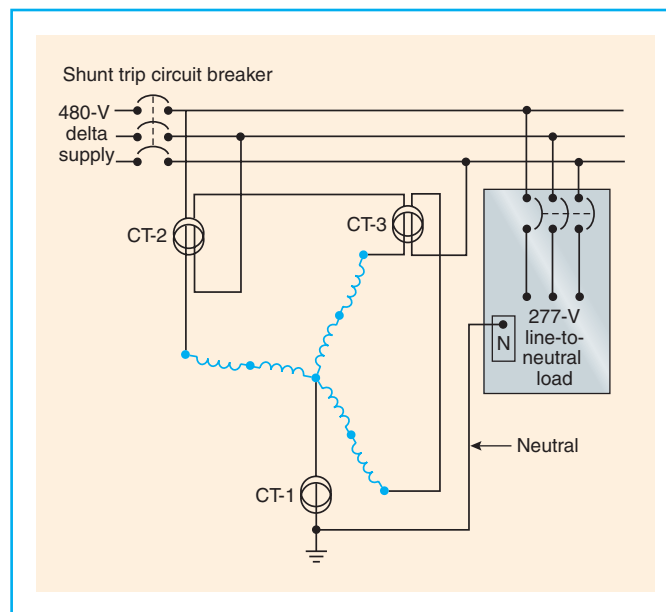 Shunt trip circuit breaker
480-V
delta
supply
CT-2
CT-3
277-V
line-to-
neutral
load
N
Neutral
CT-1